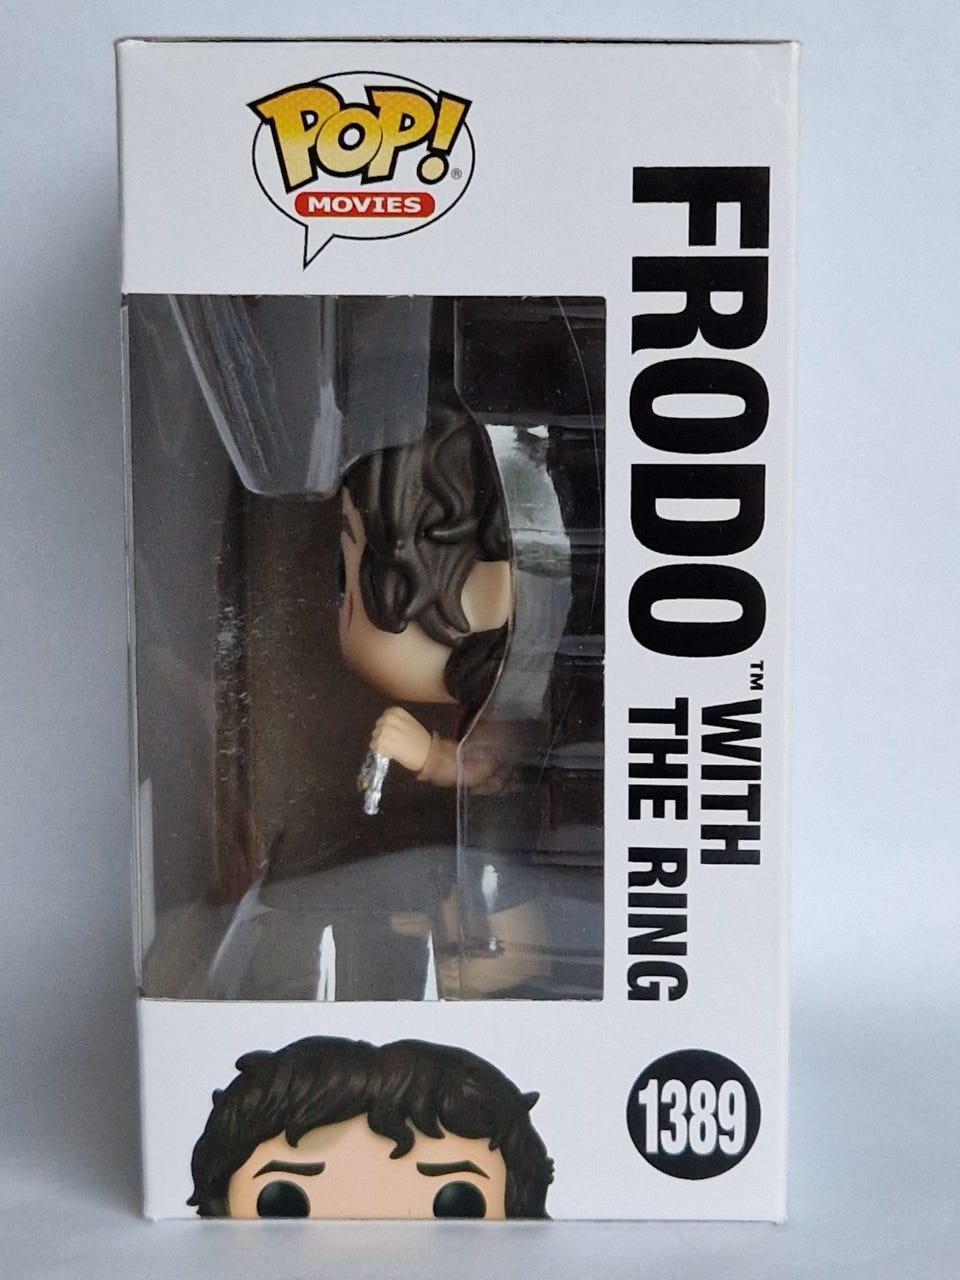 POP!®
MOVIES
FRODO™ WITH
THE RING
1389